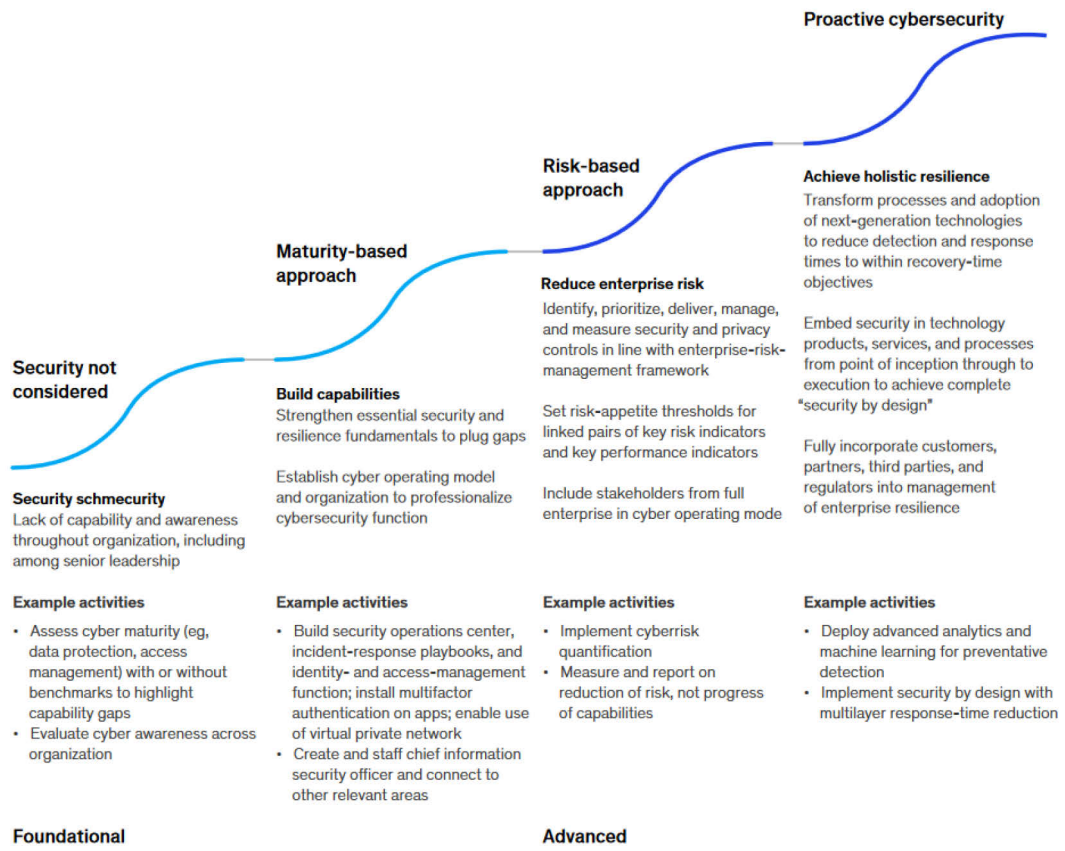 Proactive cybersecurity
Risk-based
approach
Maturity-based
approach
Security not
considered
Security schmecurity
Lack of capability and awareness
throughout organization, including
among senior leadership
Build capabilities
Strengthen essential security and
resilience fundamentals to plug gaps
Establish cyber operating model
and organization to professionalize
cybersecurity function
Reduce enterprise risk
Identify, prioritize, deliver, manage,
and measure security and privacy
controls in line with enterprise-risk-
management framework
Set risk-appetite thresholds for
linked pairs of key risk indicators
and key performance indicators
Include stakeholders from full
enterprise in cyber operating mode
Achieve holistic resilience
Transform processes and adoption
of next-generation technologies
to reduce detection and response
times to within recovery-time
objectives
Embed security in technology
products, services, and processes
from point of inception through to
execution to achieve complete
"security by design"
Fully incorporate customers,
partners, third parties, and
regulators into management
of enterprise resilience
Example activities
• Assess cyber maturity (eg,
data protection, access
management) with or without
benchmarks to highlight
capability gaps
• Evaluate cyber awareness across
organization
Example activities
• Build security operations center,
incident-response playbooks, and
identity- and access-management
function; install multifactor
authentication on apps; enable use
of virtual private network
• Create and staff chief information
security officer and connect to
other relevant areas
Example activities
• Implement cyberrisk
quantification
• Measure and report on
reduction of risk, not progress
of capabilities
Example activities
• Deploy advanced analytics and
machine learning for preventative
detection
• Implement security by design with
multilayer response-time reduction
Foundational
Advanced